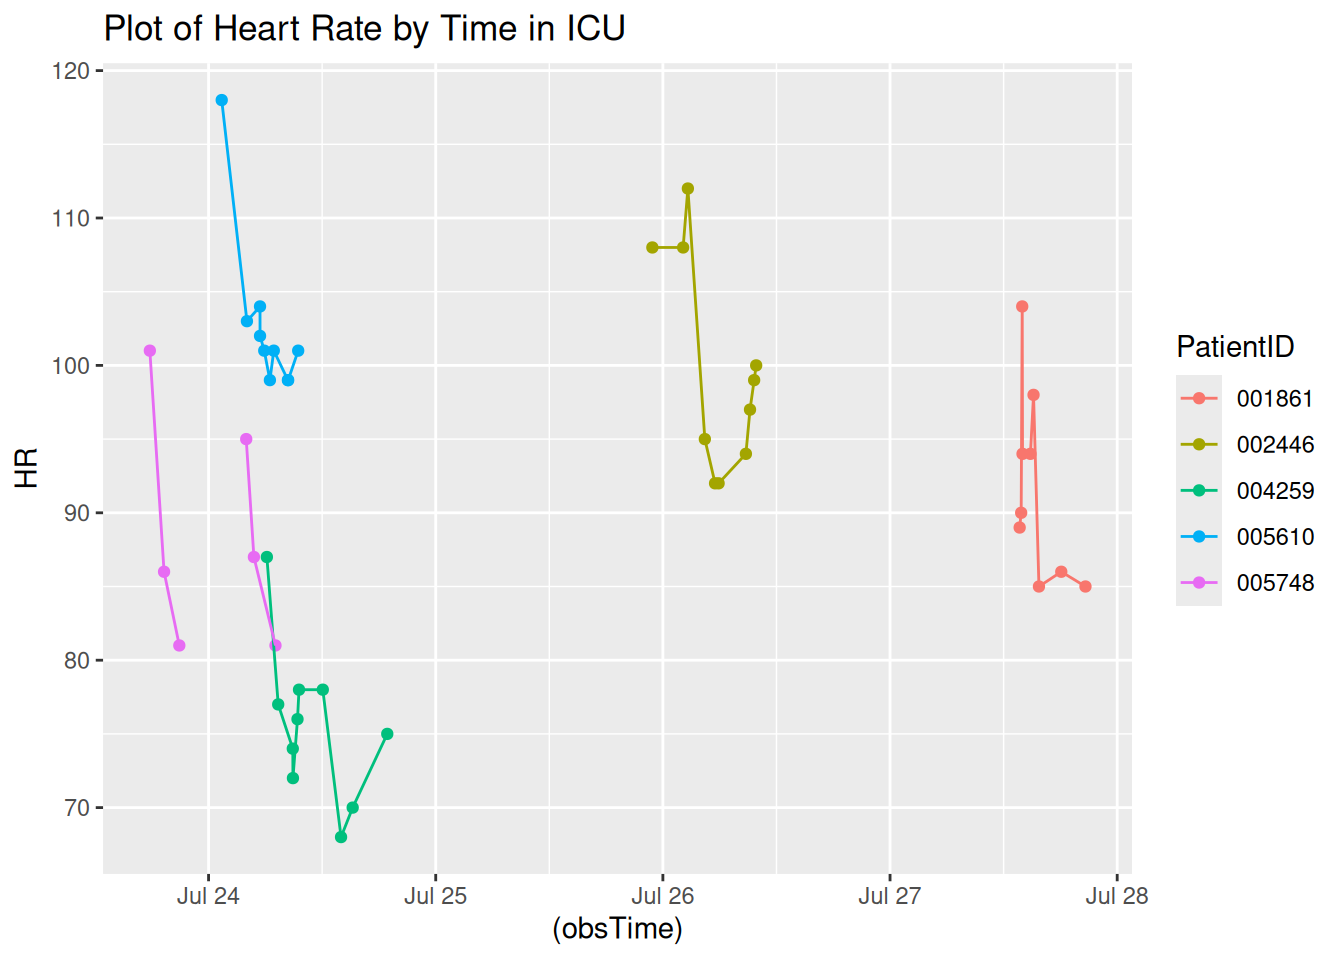 Plot of Heart Rate by Time in ICU
120
110
100
90
80
70
HR
Jul 24
Jul 25
Jul 26
Jul 27
Jul 28
(obsTime)
PatientID
001861
002446
004259
005610
005748